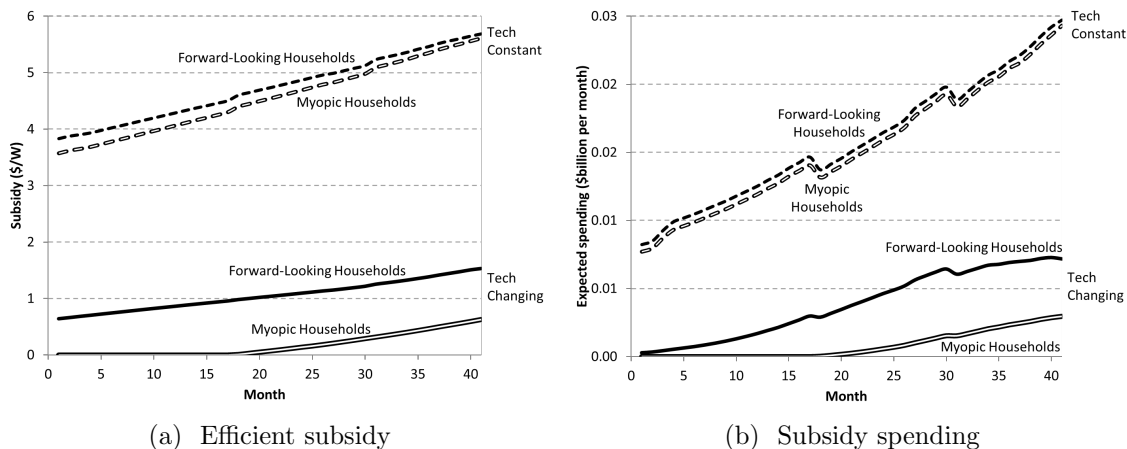 6
5
4
3
2
1
0
Subsidy ($/W)
Forward-Looking Households
Myopic Households
Tech
Constant
Forward-Looking Households
Myopic Households
Tech
Changing
0 5 10 15 20 25 30 35 40
Month
(a) Efficient subsidy
0.03
0.02
0.02
0.01
0.01
0.00
Expected spending ($billion per month)
Tech
Constant
Forward-Looking
Households
Myopic
Households
Forward-Looking Households
Tech
Changing
Myopic Households
0 5 10 15 20 25 30 35 40
Month
(b) Subsidy spending